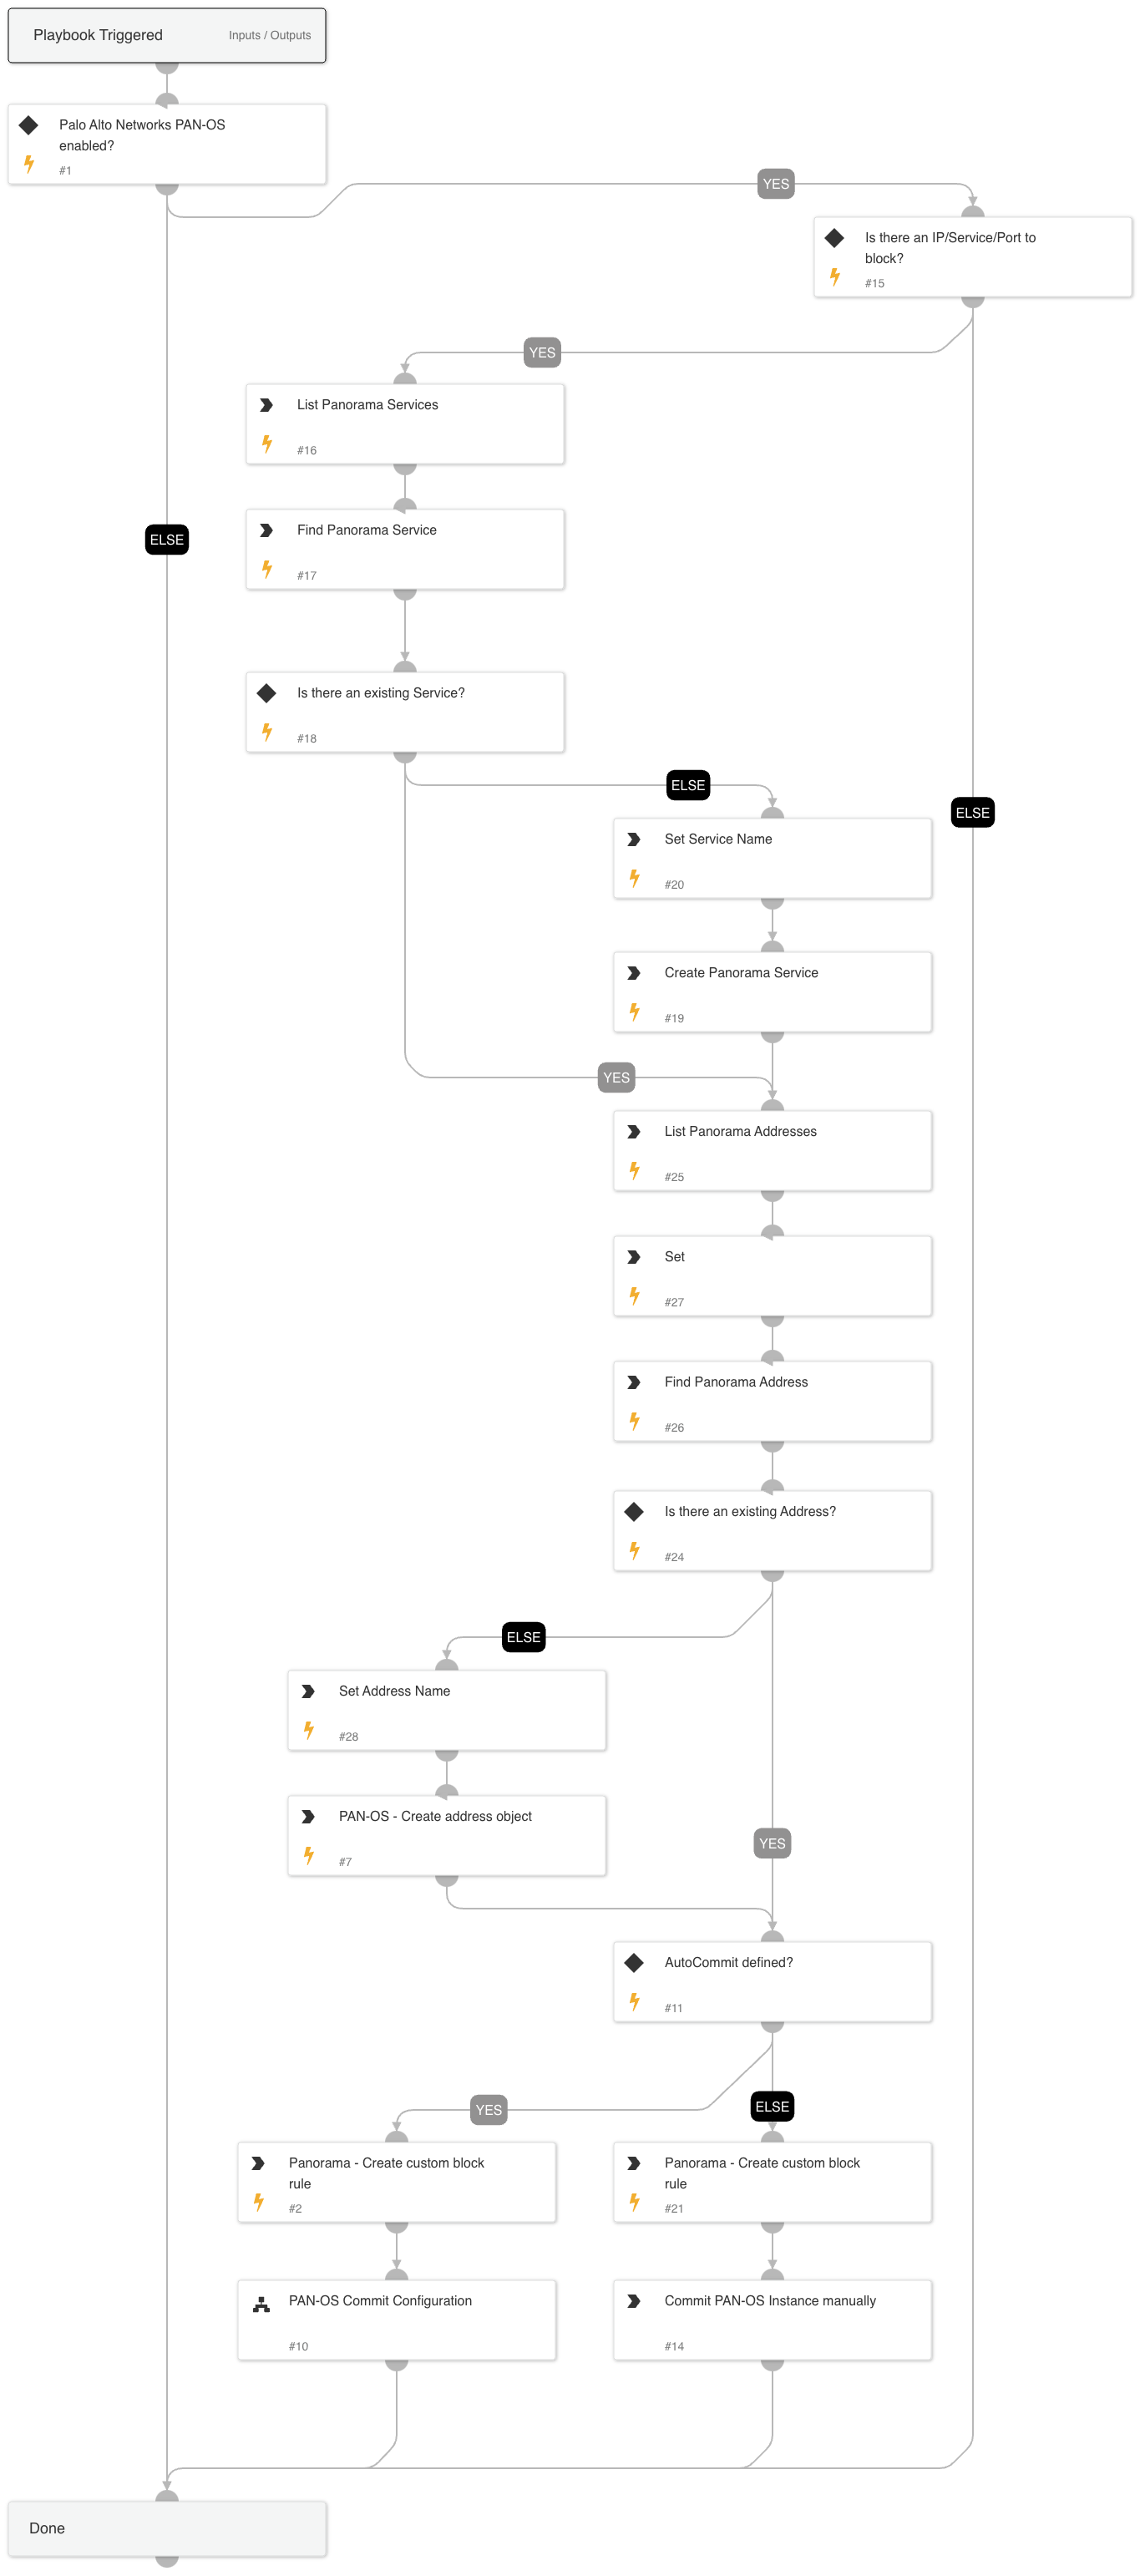 Playbook Triggered
Inputs / Outputs
Palo Alto Networks PAN-OS
enabled?
#1
YES
Is there an IP/Service/Port to
block?
#15
YES
List Panorama Services
#16
Find Panorama Service
#17
ELSE
Is there an existing Service?
#18
ELSE
ELSE
Set Service Name
#20
Create Panorama Service
#19
YES
List Panorama Addresses
#25
Set
#27
Find Panorama Address
#26
Is there an existing Address?
#24
ELSE
Set Address Name
#28
PAN-OS - Create address object
#7
YES
AutoCommit defined?
#11
YES
ELSE
Panorama - Create custom block
rule
#2
Panorama - Create custom block
rule
#21
PAN-OS Commit Configuration
#10
Commit PAN-OS Instance manually
#14
Done